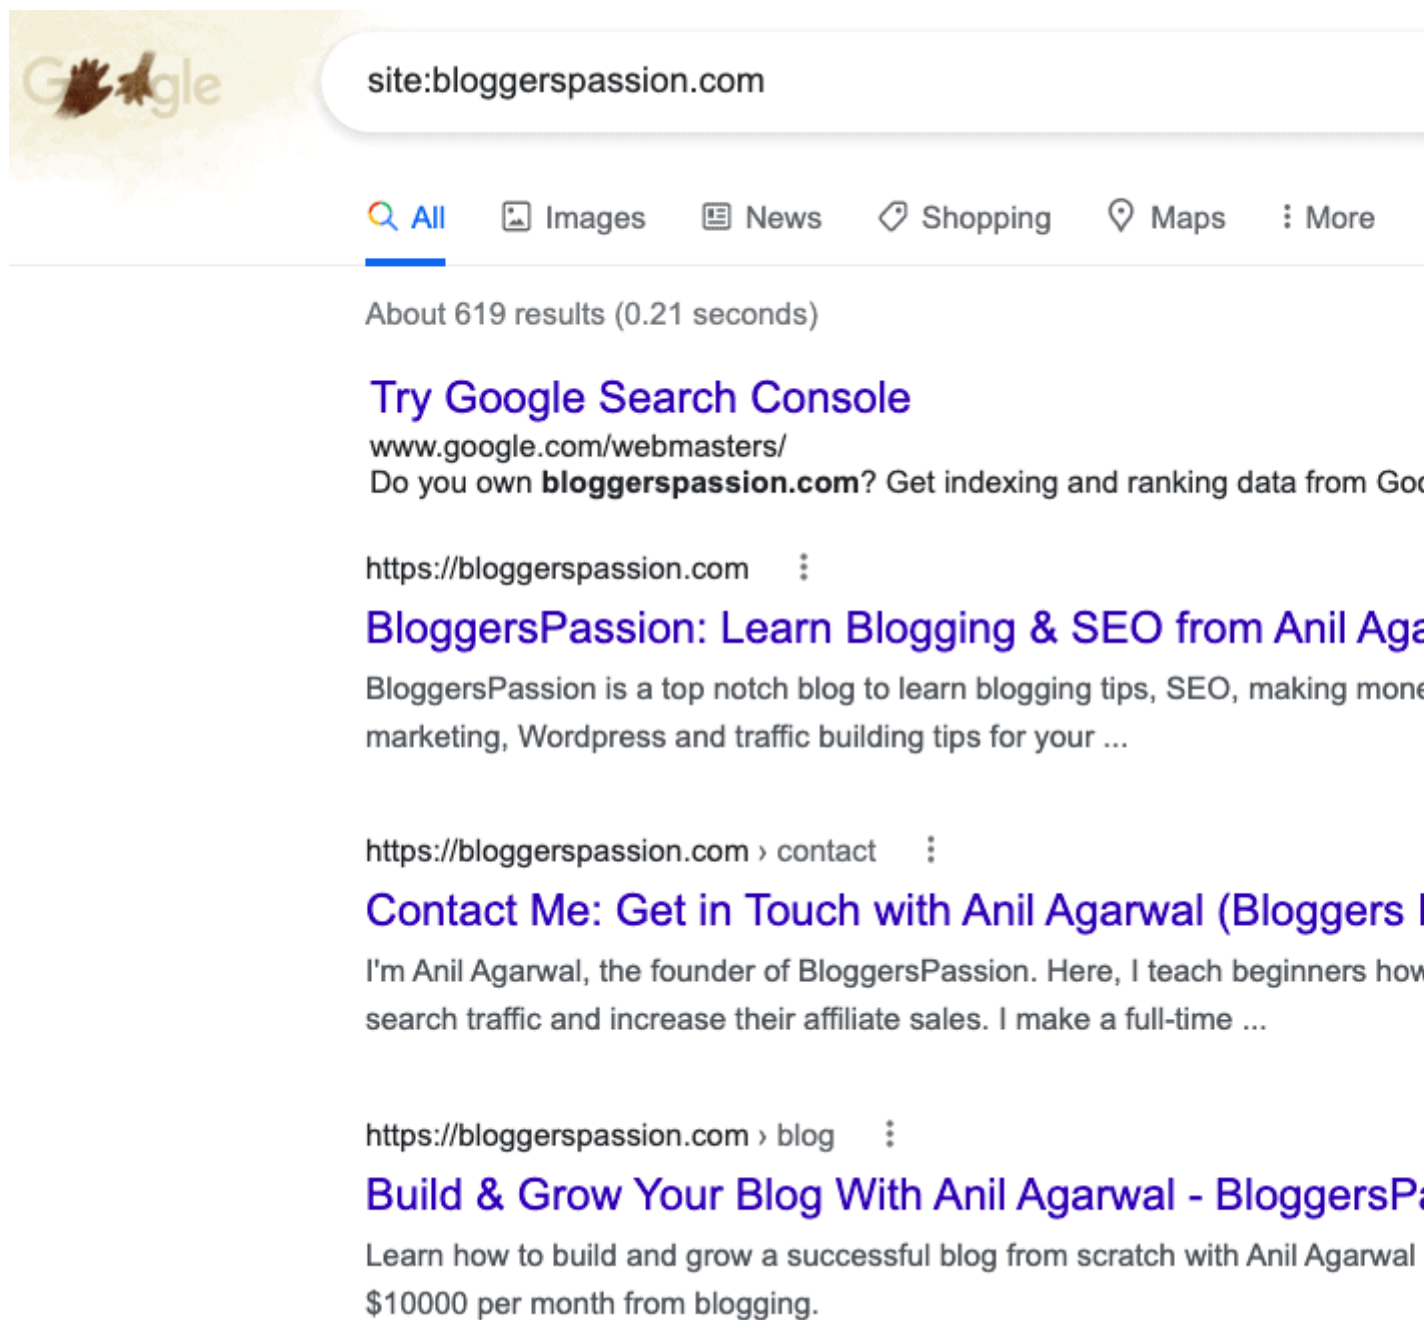 Google
site:bloggerspassion.com
All Images News Shopping Maps More
About 619 results (0.21 seconds)
Try Google Search Console
www.google.com/webmasters/
Do you own bloggerspassion.com? Get indexing and ranking data from
https://bloggerspassion.com
BloggersPassion: Learn Blogging & SEO from Anil
BloggersPassion is a top notch blog to learn blogging tips, SEO, making
marketing, Wordpress and traffic building tips for your ...
https://bloggerspassion.com › contact
Contact Me: Get in Touch with Anil Agarwal (Bloggers
I'm Anil Agarwal, the founder of BloggersPassion. Here, I teach beginners how
search traffic and increase their affiliate sales. I make a full-time ...
https://bloggerspassion.com › blog
Build & Grow Your Blog With Anil Agarwal -
Learn how to build and grow a successful blog from scratch with Anil Agarwal
$10000 per month from blogging.